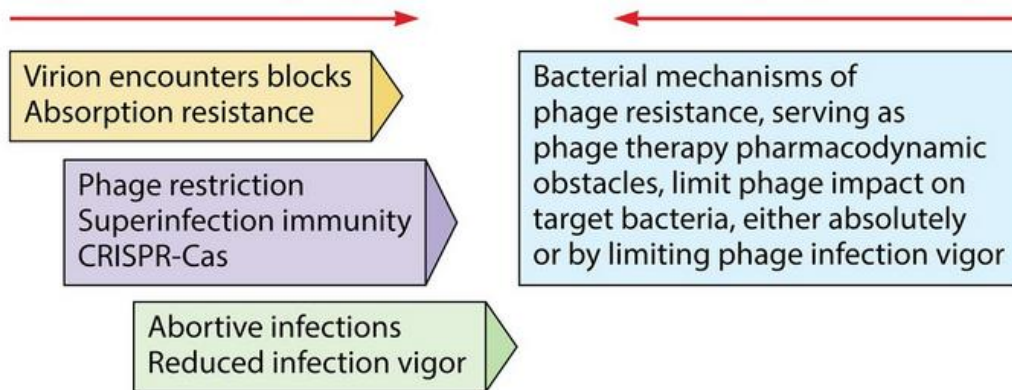 Virion encounters blocks
Absorption resistance
Phage restriction
Superinfection immunity
CRISPR-Cas
Abortive infections
Reduced infection vigor
Bacterial mechanisms of
phage resistance, serving as
phage therapy pharmacodynamic
obstacles, limit phage impact on
target bacteria, either absolutely
or by limiting phage infection vigor